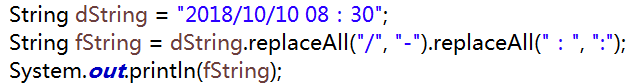 String dString = "2018/10/10 08 : 30";
String fString = dString.replaceAll("/", "-").replaceAll(" : ", ":");
System.out.println(fString);